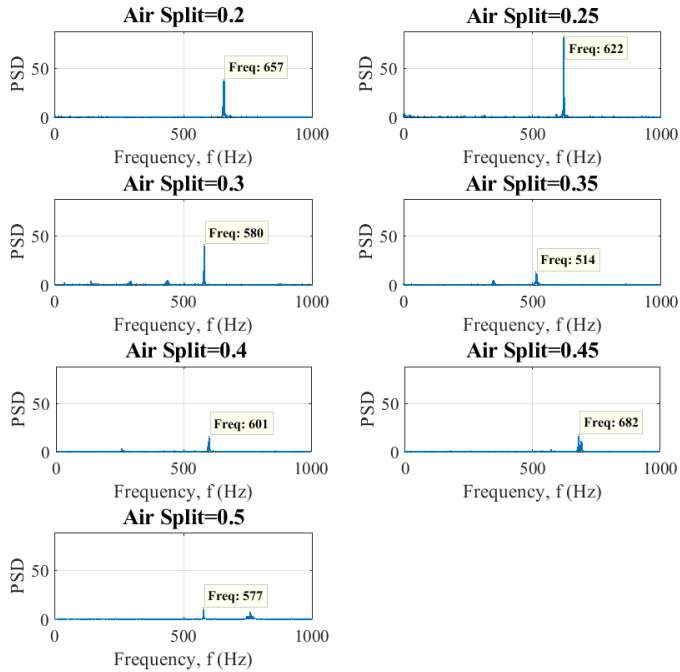 Air Split=0.2
PSD
50
0
Freq: 657
0
500
1000
Frequency, f (Hz)
Air Split=0.25
PSD
50
0
Freq: 622
0
500
1000
Frequency, f (Hz)
Air Split=0.3
PSD
50
0
Freq: 580
0
500
1000
Frequency, f (Hz)
Air Split=0.35
PSD
50
0
Freq: 514
0
500
1000
Frequency, f (Hz)
Air Split=0.4
PSD
50
0
Freq: 601
0
500
1000
Frequency, f (Hz)
Air Split=0.45
PSD
50
0
Freq: 682
0
500
1000
Frequency, f (Hz)
Air Split=0.5
PSD
50
0
Freq: 577
0
500
1000
Frequency, f (Hz)